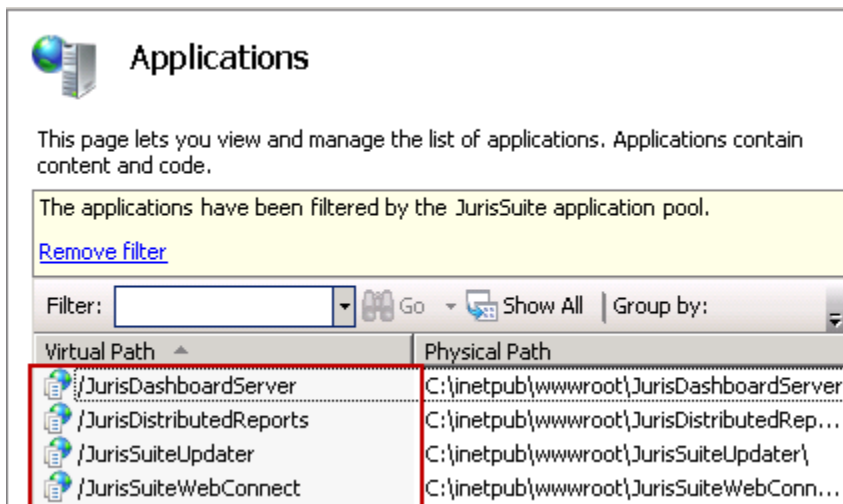 Applications
This page lets you view and manage the list of applications. Applications contain
content and code.
The applications have been filtered by the JurisSuite application pool.
Remove filter
Filter: Go Show All Group by:
Virtual Path Physical Path
/JurisDashboardServer C:\inetpub\wwwroot\JurisDashboardServer
/JurisDistributedReports C:\inetpub\wwwroot\JurisDistributedRep...
/JurisSuiteUpdater C:\inetpub\wwwroot\JurisSuiteUpdater\
/JurisSuiteWebConnect C:\inetpub\wwwroot\JurisSuiteWebConn...